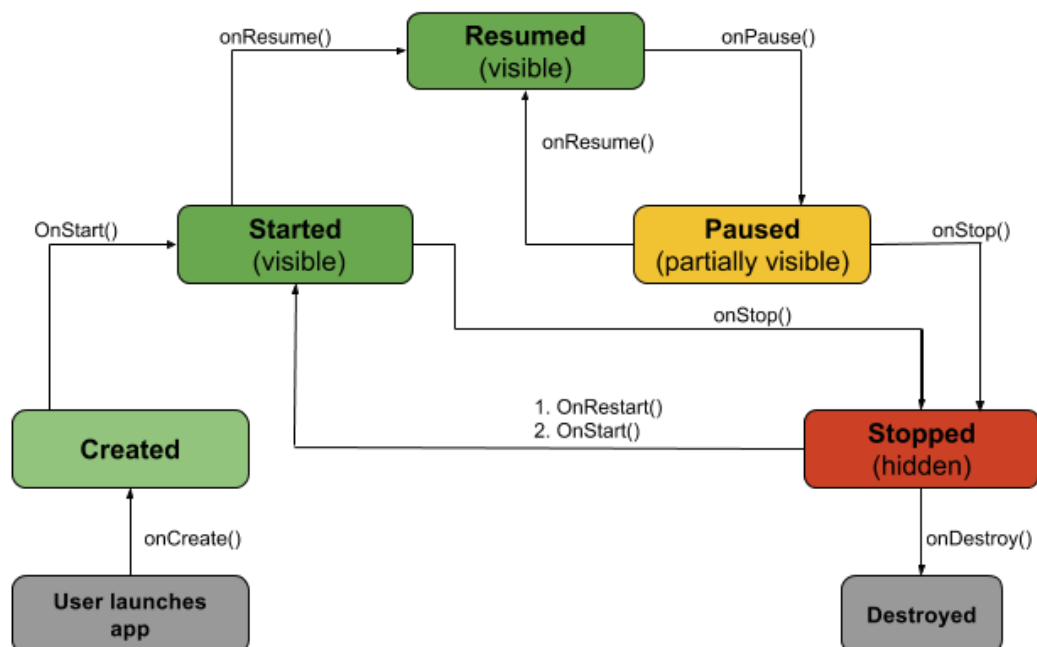 onResume()
Resumed
(visible)
onPause()
onResume()
OnStart()
Started
(visible)
Paused
(partially visible)
onStop()
onStop()
1. OnRestart()
2. OnStart()
Created
Stopped
(hidden)
onCreate()
onDestroy()
User launches
app
Destroyed